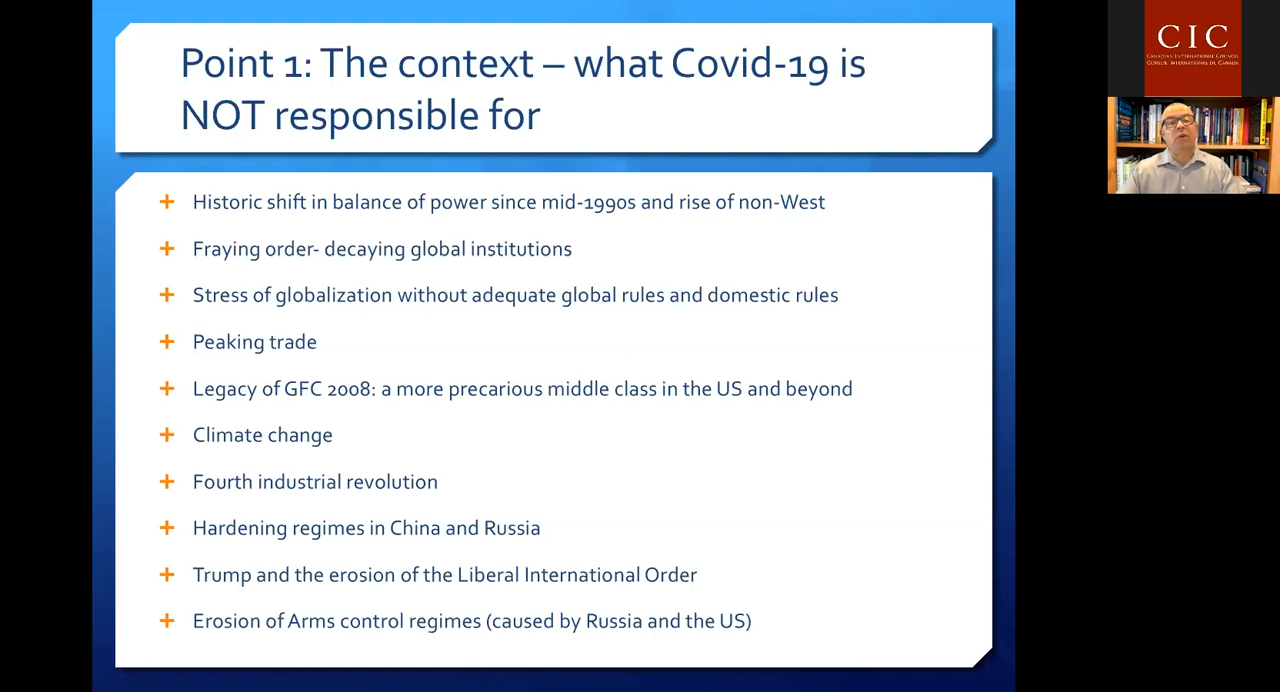 Point 1: The context – what Covid-19 is
NOT responsible for
Historic shift in balance of power since mid-1990s and rise of non-West
Fraying order- decaying global institutions
Stress of globalization without adequate global rules and domestic rules
Peaking trade
Legacy of GFC 2008: a more precarious middle class in the US and beyond
Climate change
Fourth industrial revolution
Hardening regimes in China and Russia
Trump and the erosion of the Liberal International Order
Erosion of Arms control regimes (caused by Russia and the US)
CIC
CANADIAN INTERNATIONAL COUNCIL
CONSEIL INTERNATIONAL DU CANADA